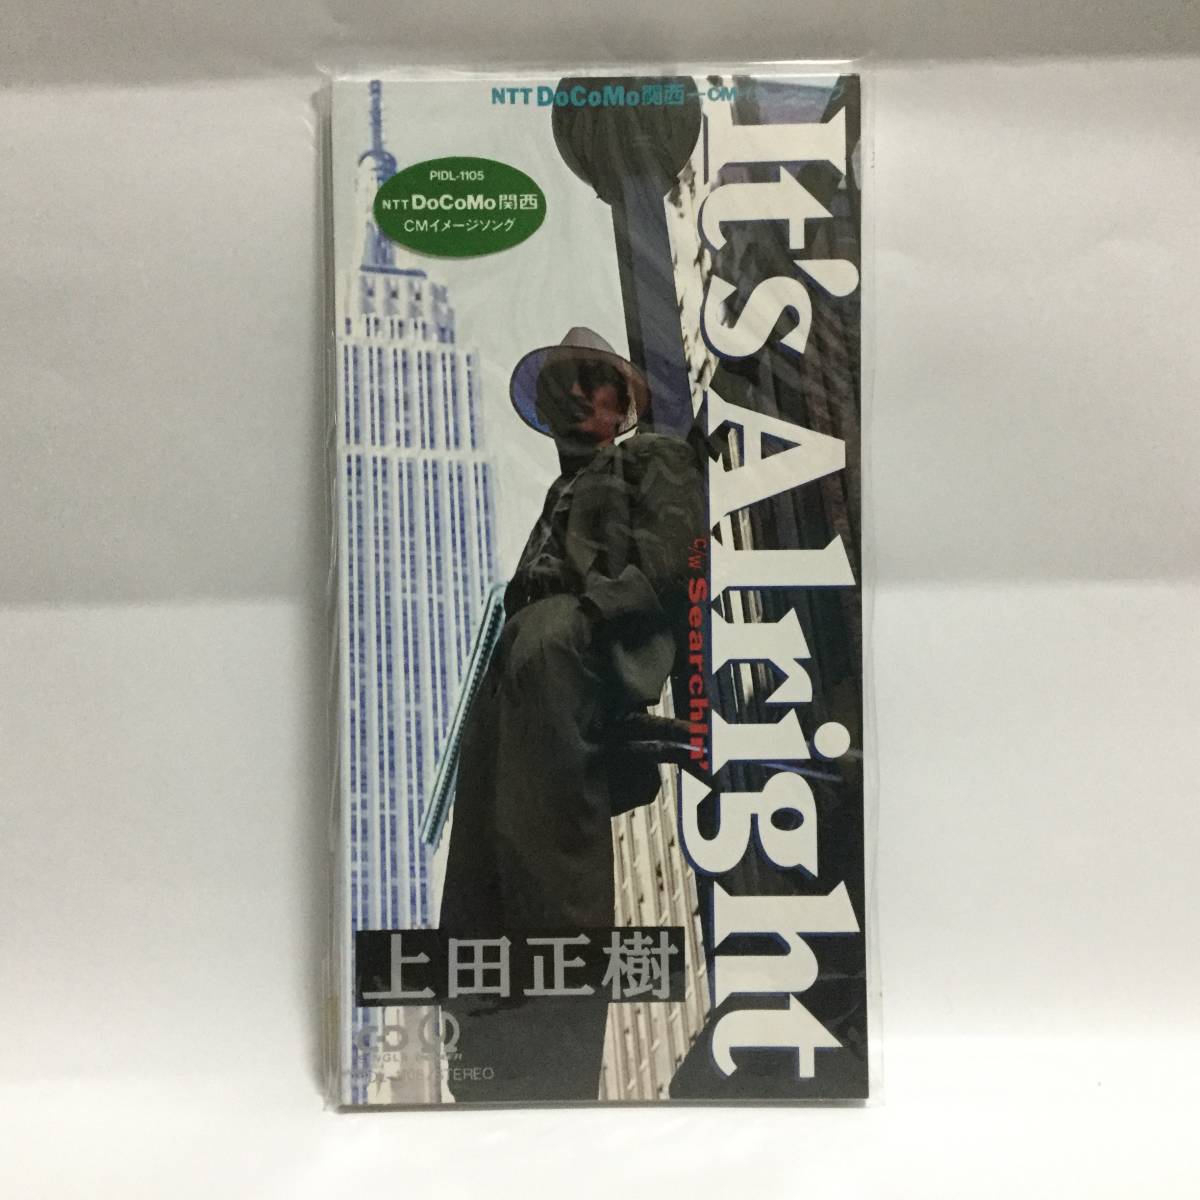 NTT DoCoMo関西
PIDL-1105
NTT DoCoMo関西
CMイメージソング
It's Alright
c/w Searchin'
上田正樹
STEREO